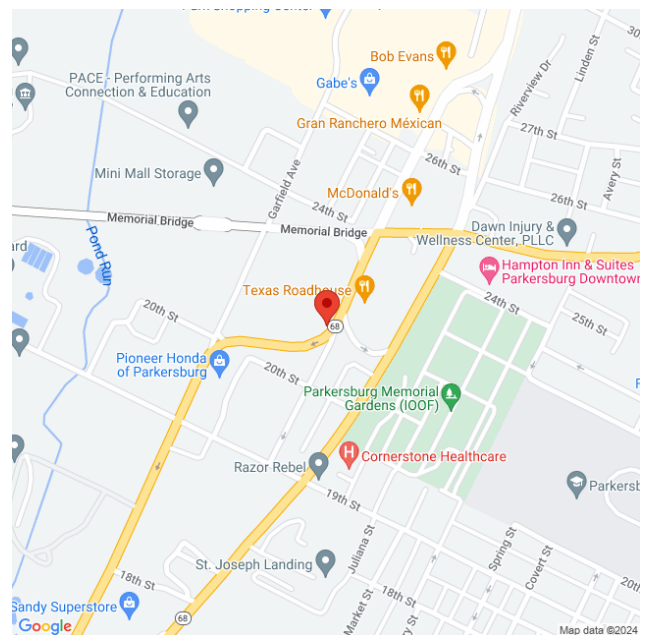 30
Bob Evans
PACE - Performing Arts
Connection & Education
Gabe's
Riverview Dr
Linden St
Gran Ranchero Méxican
27th St
26th St
Mini Mall Storage
Garfield Ave
Avery St
McDonald's
26th St
24th St
Memorial Bridge
Memorial Bridge
Dawn Injury &
Wellness Center, PLLC
Pond Run
ard
Hampton Inn & Suites
Parkersburg Downtown
Texas Roadhouse
24th St
25th St
20th St
68
Pioneer Honda
of Parkersburg
20th St
Parkersburg Memorial
Gardens (IOOF)
Cornerstone Healthcare
Razor Rebel
Parkersb
19th St
St. Joseph Landing
Juliana St
Spring St
Covert St
18th St
18th St
20th
Sandy Superstore
68
Market St
Google
Map data ©2024